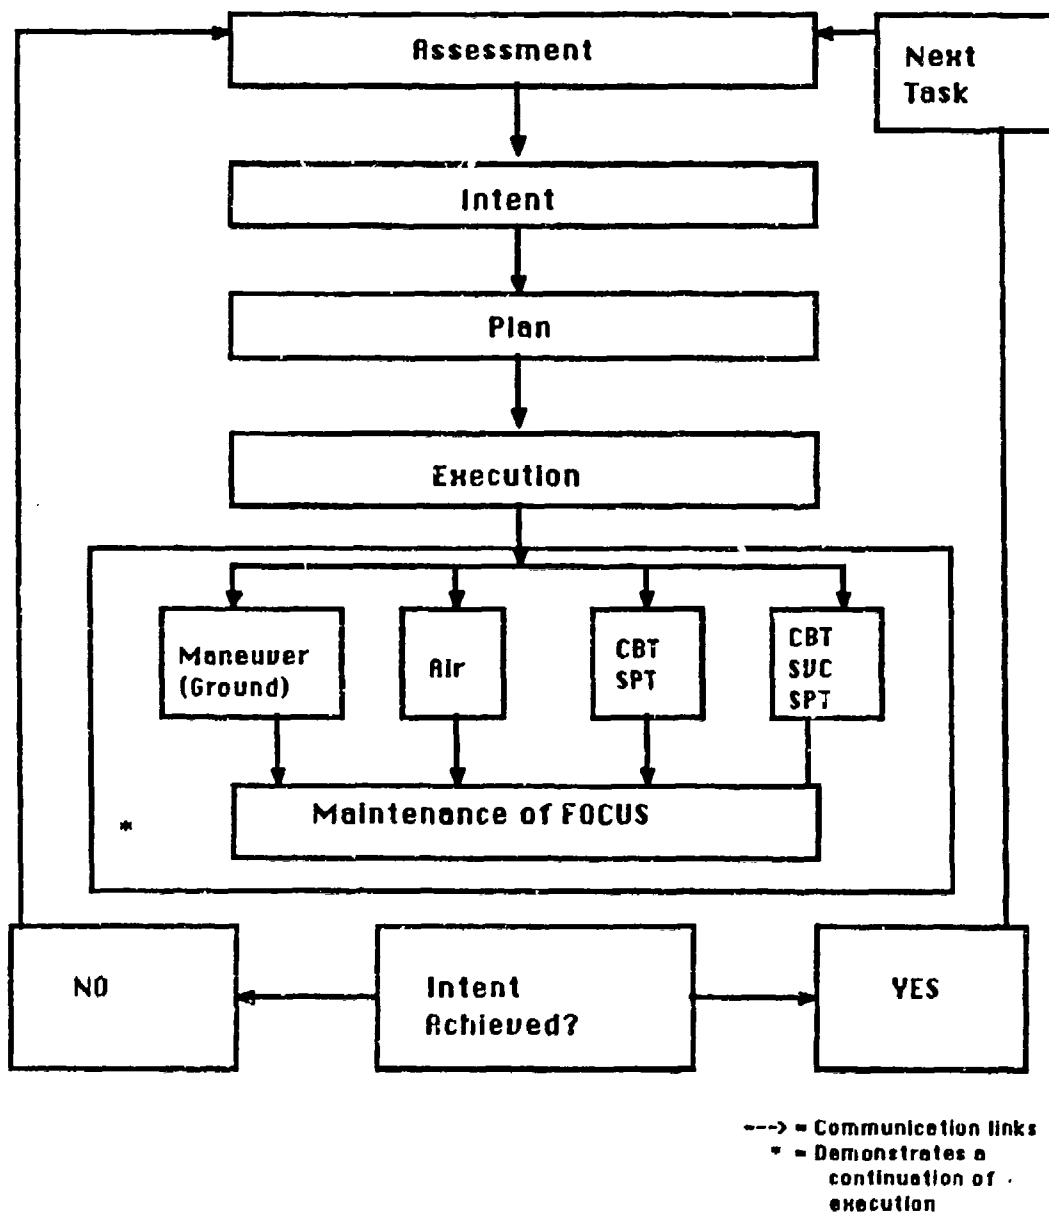 Assessment
Next
Task
Intent
Plan
Execution
Maneuver
(Ground)
Air
CBT
SPT
CBT
SVC
SPT
Maintenance of FOCUS
*
NO
Intent
Achieved?
YES
---> = Communication links
* = Demonstrates a
continuation of
execution